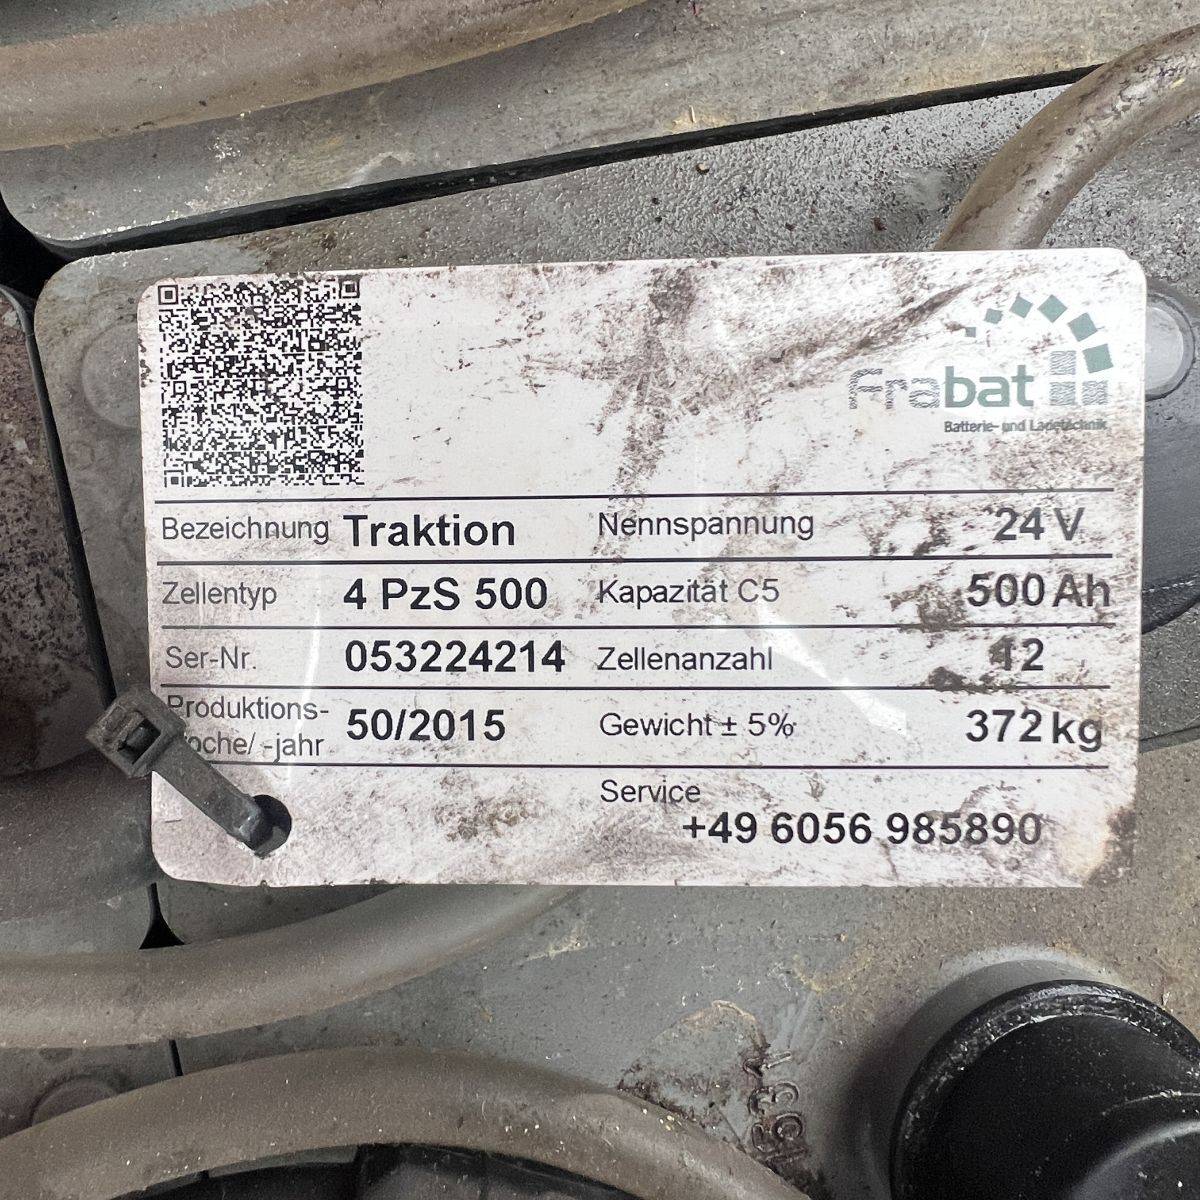 Frabat
Batterie- und Ladetechnik
Bezeichnung Traktion Nennspannung 24 V
Zellentyp 4 PzS 500 Kapazität C5 500 Ah
Ser-Nr. 053224214 Zellenanzahl 12
Produktions-
woche/ -jahr 50/2015 Gewicht ± 5% 372 kg
Service
+49 6056 985890